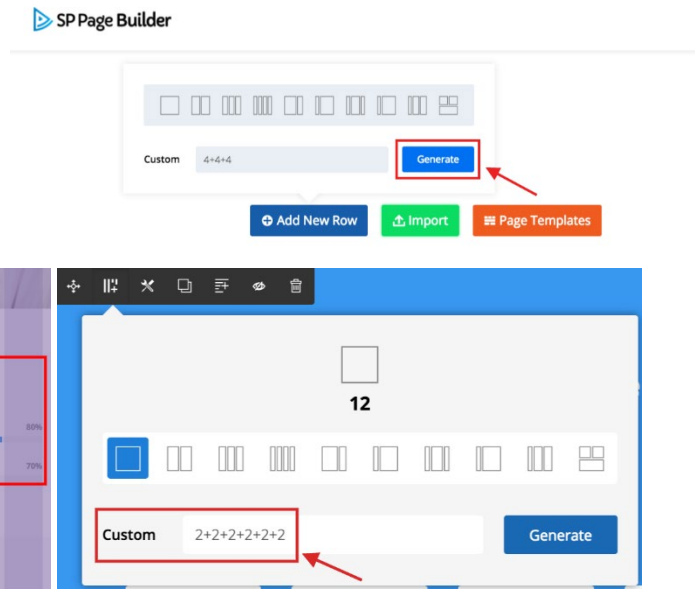 SP Page Builder
Custom 4+4+4 Generate
Add New Row Import Page Templates
12
80%
70%
Custom 2+2+2+2+2+2 Generate